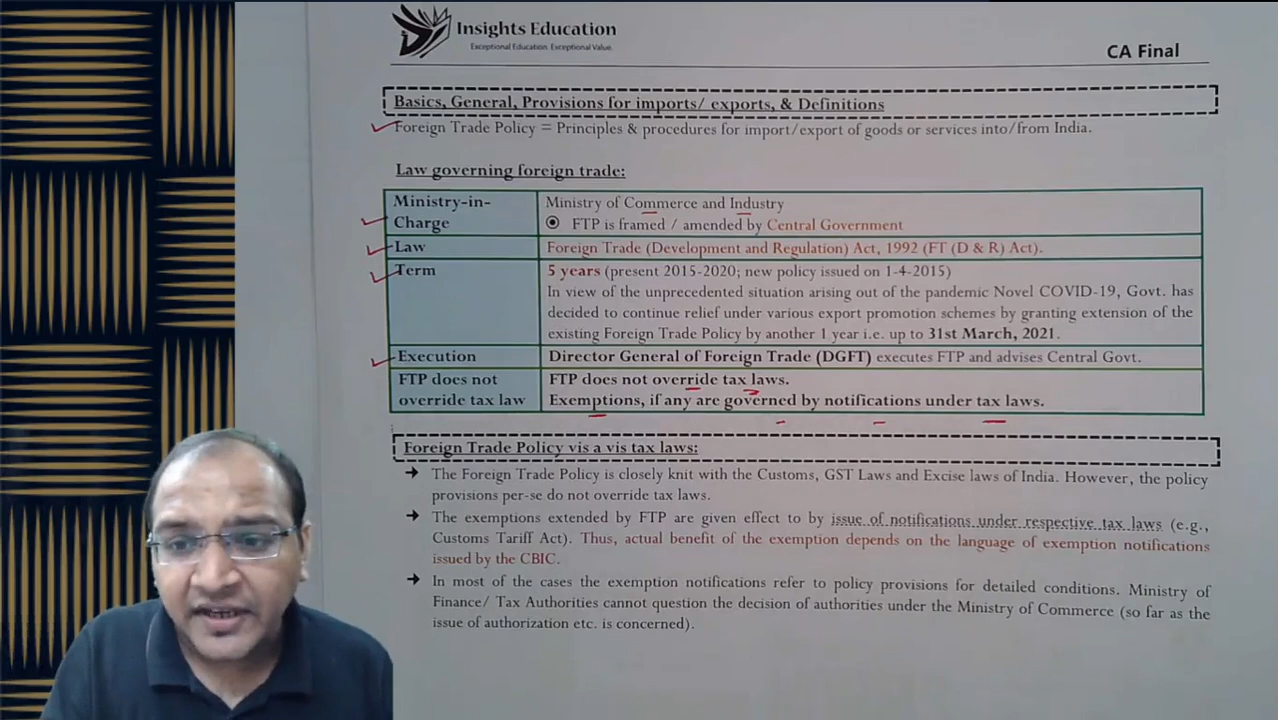 Insights Education
Exceptional Education. Exceptional Value.
CA Final
Basics, General, Provisions for imports/ exports, & Definitions
Foreign Trade Policy = Principles & procedures for import/export of goods or services into/from India.
Law governing foreign trade:
Ministry-in-Charge
Ministry of Commerce and Industry
FTP is framed / amended by Central Government
Law
Foreign Trade (Development and Regulation) Act, 1992 (FT (D & R) Act).
Term
5 years (present 2015-2020; new policy issued on 1-4-2015)
In view of the unprecedented situation arising out of the pandemic Novel COVID-19, Govt. has
decided to continue relief under various export promotion schemes by granting extension of the
existing Foreign Trade Policy by another 1 year i.e. up to 31st March, 2021.
Execution
Director General of Foreign Trade (DGFT) executes FTP and advises Central Govt.
FTP does not
override tax law
FTP does not override tax laws.
Exemptions, if any are governed by notifications under tax laws.
Foreign Trade Policy vis a vis tax laws:
→ The Foreign Trade Policy is closely knit with the Customs, GST Laws and Excise laws of India. However, the policy
provisions per-se do not override tax laws.
→ The exemptions extended by FTP are given effect to by issue of notifications under respective tax laws (e.g.,
Customs Tariff Act). Thus, actual benefit of the exemption depends on the language of exemption notifications
issued by the CBIC.
→ In most of the cases the exemption notifications refer to policy provisions for detailed conditions. Ministry of
Finance/ Tax Authorities cannot question the decision of authorities under the Ministry of Commerce (so far as the
issue of authorization etc. is concerned).